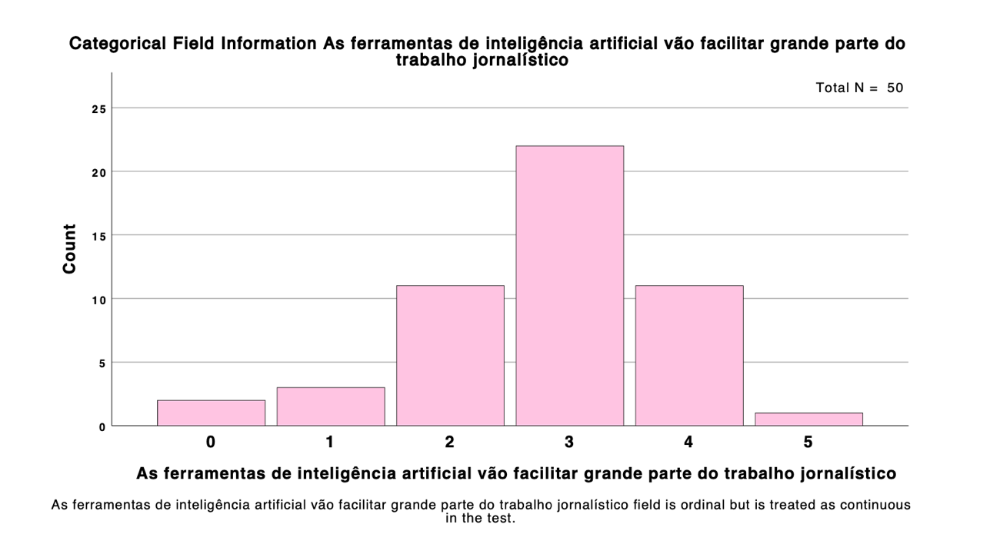 Categorical Field Information As ferramentas de inteligência artificial vão facilitar grande parte do
trabalho jornalístico
Total N = 50
Count
25
20
15
10
5
0
0 1 2 3 4 5
As ferramentas de inteligência artificial vão facilitar grande parte do trabalho jornalístico
As ferramentas de inteligência artificial vão facilitar grande parte do trabalho jornalístico field is ordinal but is treated as continuous
in the test.